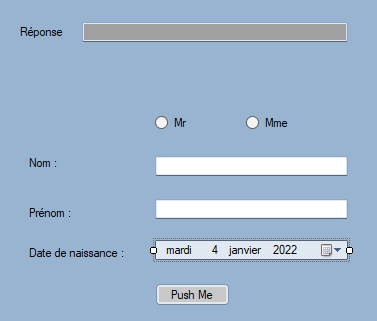 Réponse
Mr Mme
Nom :
Prénom :
Date de naissance : mardi 4 janvier 2022
Push Me